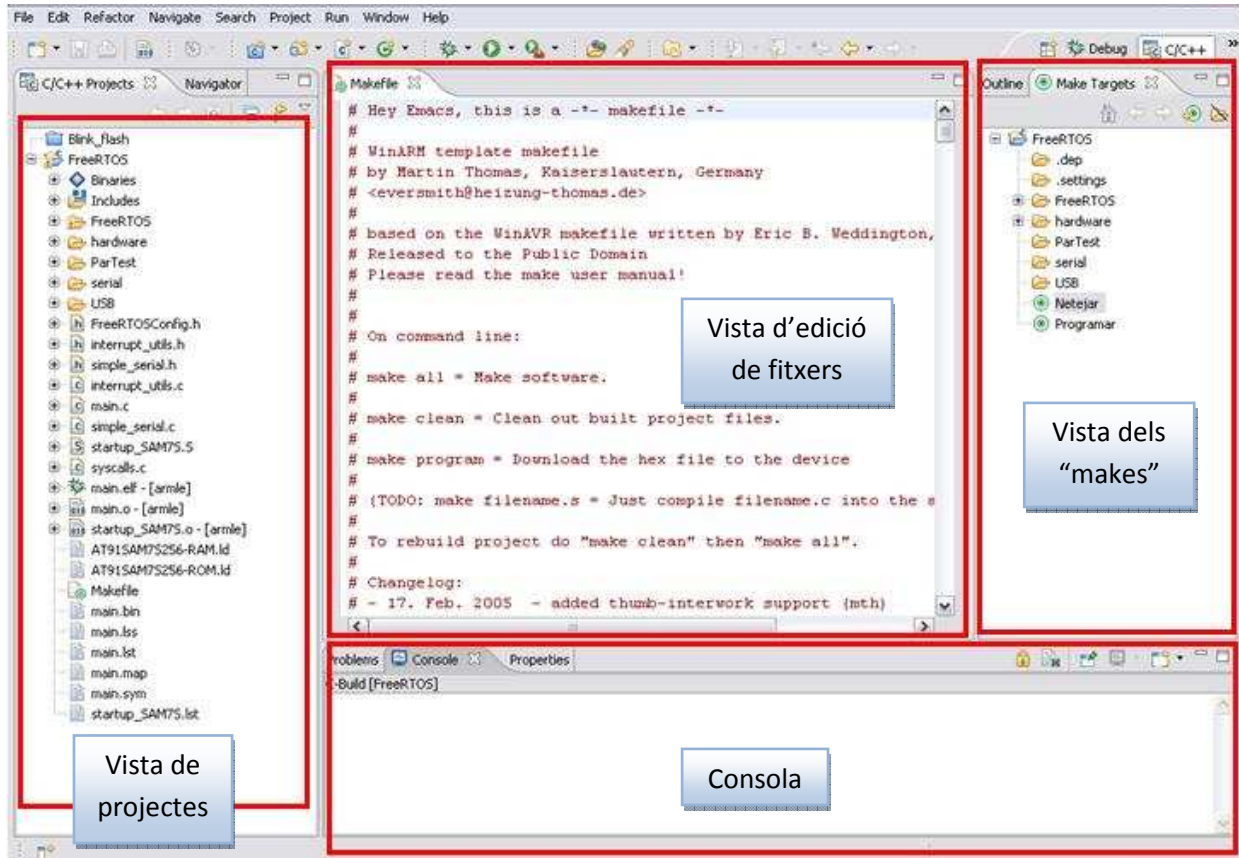 File Edit Refactor Navigate Search Project Run Window Help
Debug C/C++ »
C/C++ Projects Navigator
Blink_flash
FreeRTOS
Binaries
Includes
FreeRTOS
hardware
ParTest
serial
USB
FreeRTOSConfig.h
interrupt_utils.h
simple_serial.h
interrupt_utils.c
main.c
simple_serial.c
startup_SAM7S.S
syscalls.c
main.elf - [armle]
main.o - [armle]
startup_SAM7S.o - [armle]
AT91SAM7S256-RAM.ld
AT91SAM7S256-ROM.ld
Makefile
main.bin
main.lss
main.lst
main.map
main.sym
startup_SAM7S.lst
Vista de
projectes
Makefile
# Hey Emacs, this is a -*- makefile -*-
#
# WinARM template makefile
# by Martin Thomas, Kaiserslautern, Germany
# <eversmith@heizung-thomas.de>
#
# based on the WinAVR makefile written by Eric B. Weddington,
# Released to the Public Domain
# Please read the make user manual!
#
#
# On command line:
#
# make all = Make software.
#
# make clean = Clean out built project files.
#
# make program = Download the hex file to the device
#
# (TODO: make filename.s = Just compile filename.c into the s
#
# To rebuild project do "make clean" then "make all".
#
# Changelog:
# - 17. Feb. 2005 - added thumb-interwork support (mth)
Vista d'edició
de fitxers
Outline Make Targets
FreeRTOS
.dep
.settings
FreeRTOS
hardware
ParTest
serial
USB
Netejar
Programar
Vista dels
“makes”
Problems Console Properties
-Build [FreeRTOS]
Consola